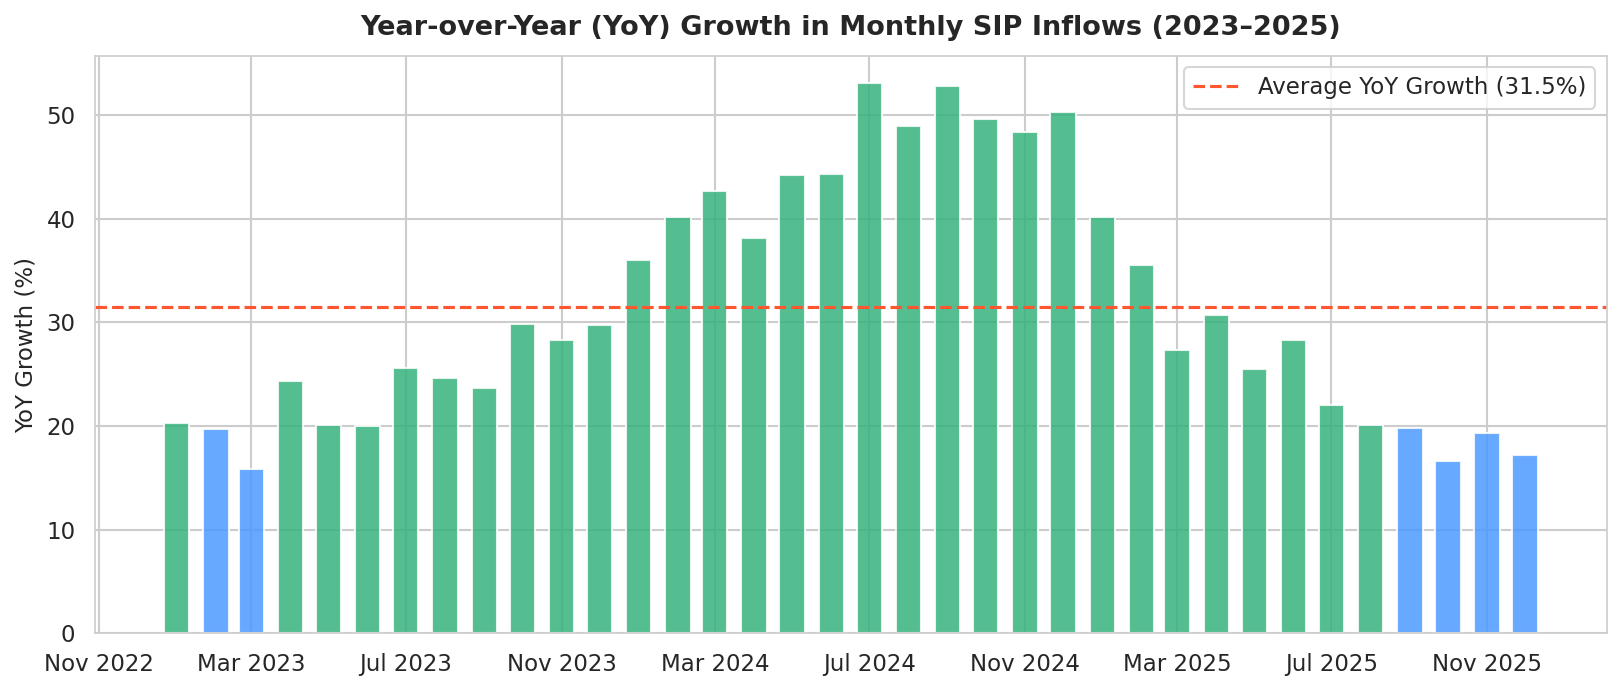 Year-over-Year (YoY) Growth in Monthly SIP Inflows (2023–2025)
Average YoY Growth (31.5%)
YoY Growth (%)
50
40
30
20
10
0
Nov 2022 Mar 2023 Jul 2023 Nov 2023 Mar 2024 Jul 2024 Nov 2024 Mar 2025 Jul 2025 Nov 2025